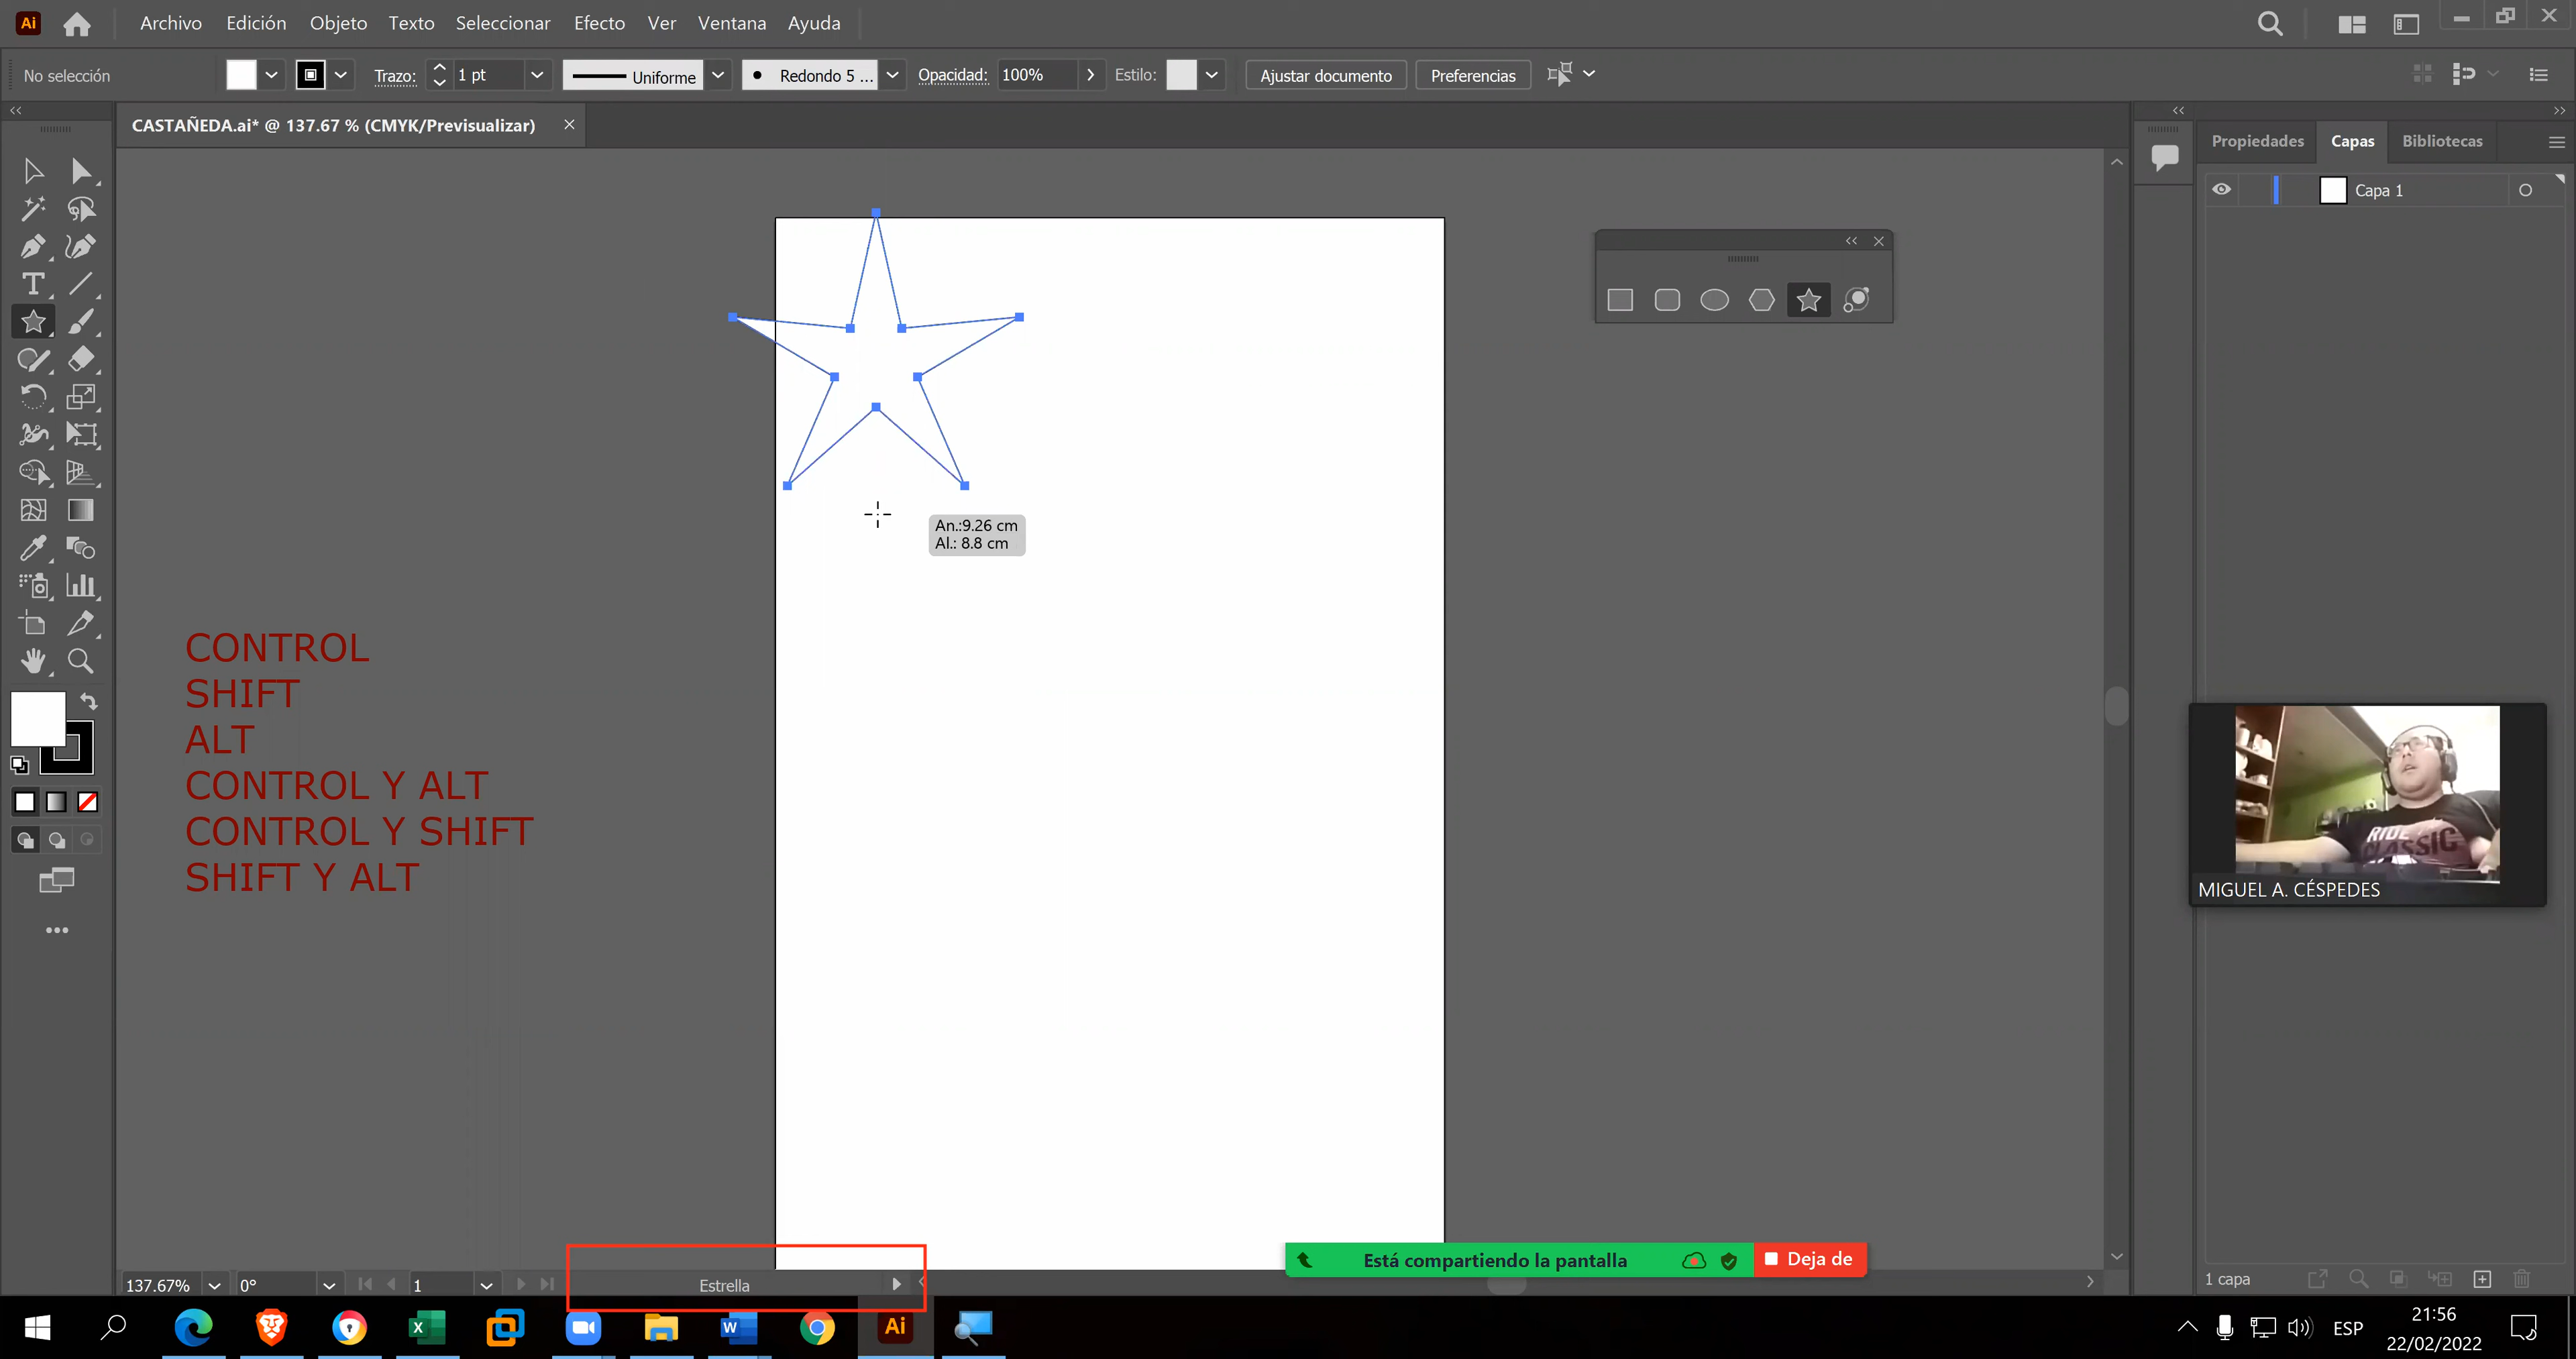 Ai Archivo Edición Objeto Texto Seleccionar Efecto Ver Ventana Ayuda
No selección Trazo: 1 pt Uniforme Redondo 5 ... Opacidad: 100% Estilo: Ajustar documento Preferencias
CASTAÑEDA.ai* @ 137.67 % (CMYK/Previsualizar)
Propiedades Capas Bibliotecas
Capa 1
An.:9.26 cm
Al.: 8.8 cm
CONTROL
SHIFT
ALT
CONTROL Y ALT
CONTROL Y SHIFT
SHIFT Y ALT
RIDE
CLASSIC
MIGUEL A. CÉSPEDES
Está compartiendo la pantalla Deja de
137.67% 0° 1 Estrella
1 capa
Ai
ESP
21:56
22/02/2022